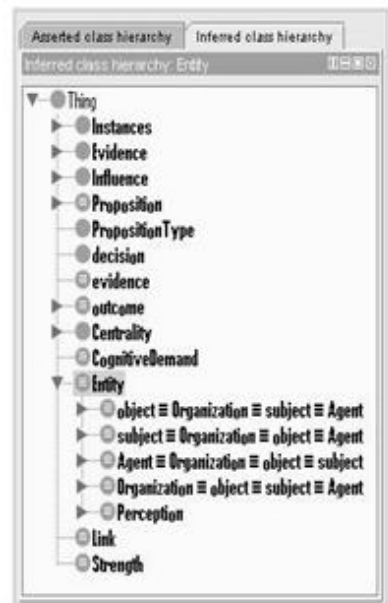 Asserted class hierarchy Inferred class hierarchy
Inferred class hierarchy: Entity
Thing
Instances
Evidence
Influence
Proposition
PropositionType
decision
evidence
outcome
Centrality
CognitiveDemand
Entity
object ≡ Organization ≡ subject ≡ Agent
subject ≡ Organization ≡ object ≡ Agent
Agent ≡ Organization ≡ object ≡ subject
Organization ≡ object ≡ subject ≡ Agent
Perception
Link
Strength